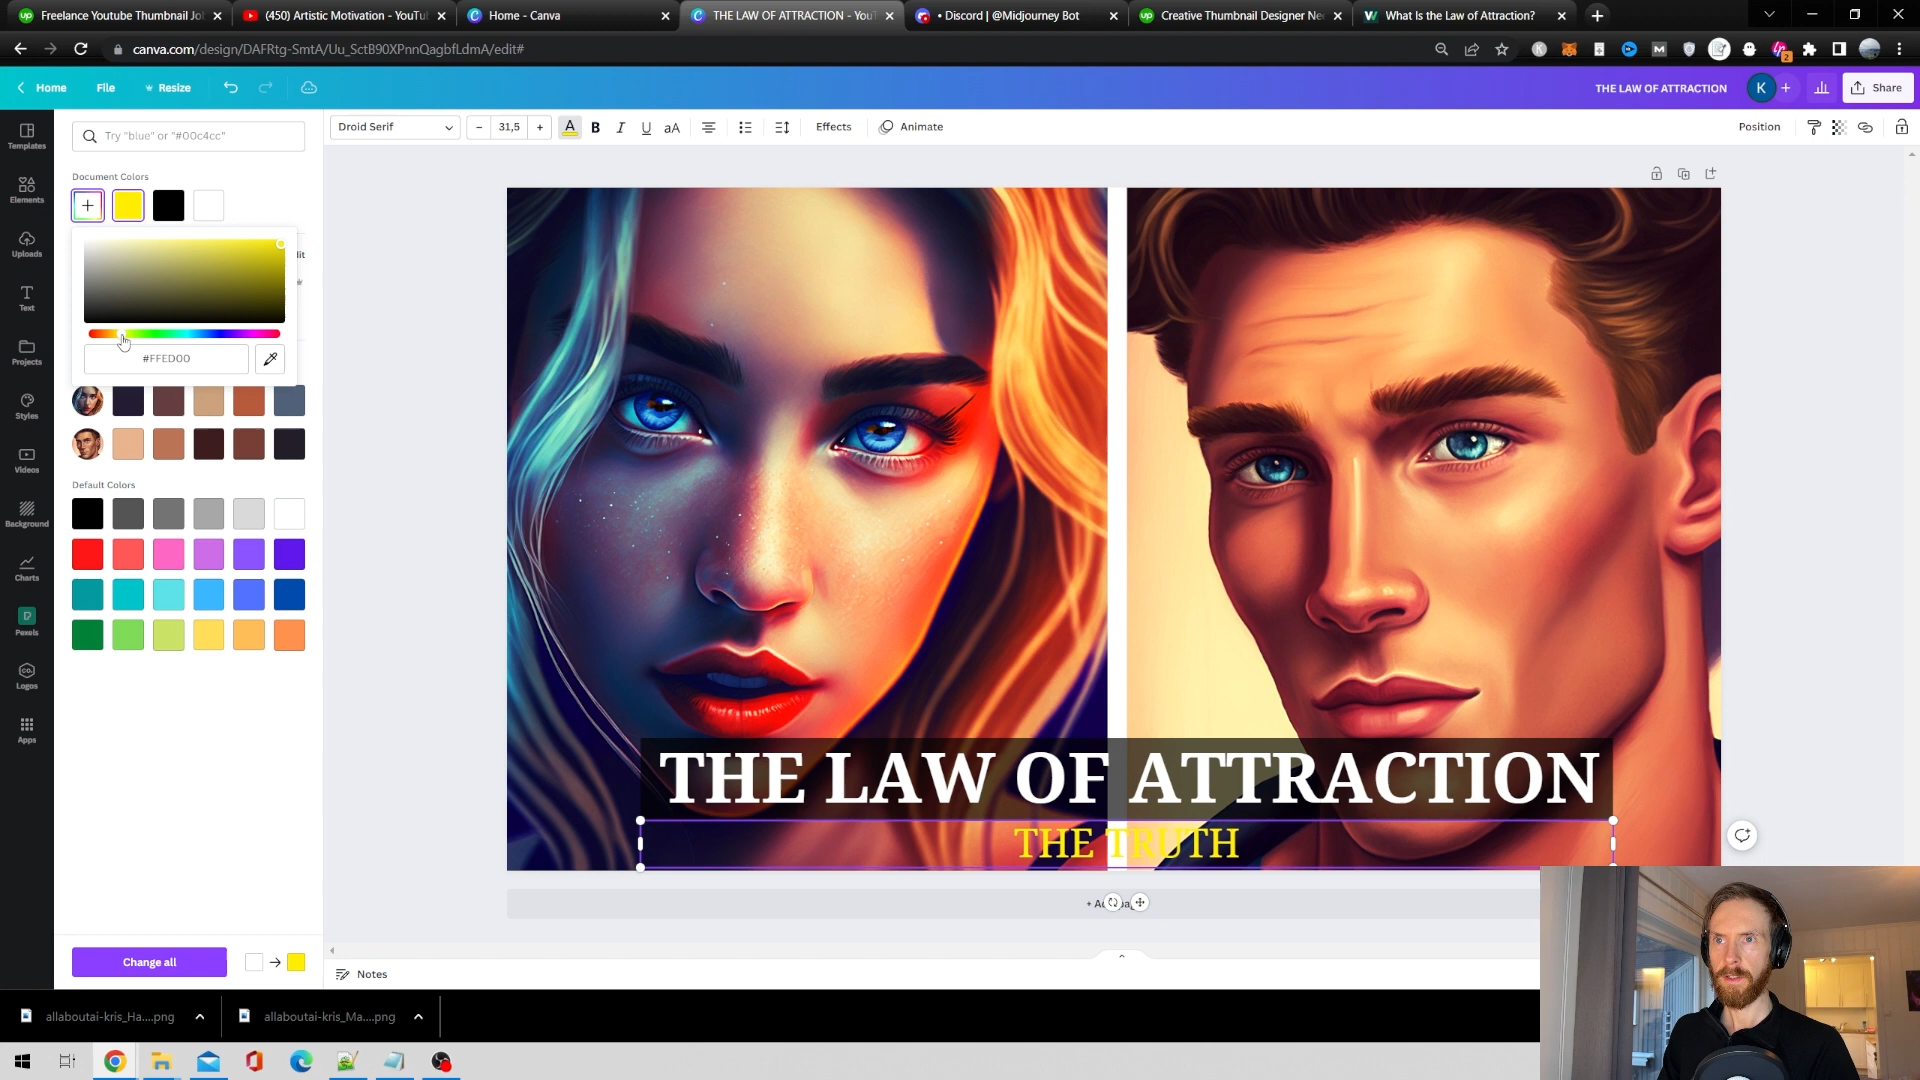 Freelance Youtube Thumbnail Jo
(450) Artistic Motivation - YouTu
Home - Canva
THE LAW OF ATTRACTION - You
• Discord | @Midjourney Bot
Creative Thumbnail Designer Ne
What Is the Law of Attraction?
canva.com/design/DAFRtg-SmtA/Uu_SctB90XPnnQagbfLdmA/edit#
2
Home
File
Resize
THE LAW OF ATTRACTION
K
Share
Try "blue" or "#00c4cc"
Droid Serif
31,5
B
I
U
aA
Effects
Animate
Position
Templates
Elements
Uploads
Text
Projects
Styles
Videos
Background
Charts
Pexels
Logos
Apps
Document Colors
#FFED00
Default Colors
Change all
THE LAW OF ATTRACTION
THE TRUTH
Notes
allaboutai-kris_Ha....png
allaboutai-kris_Ma....png